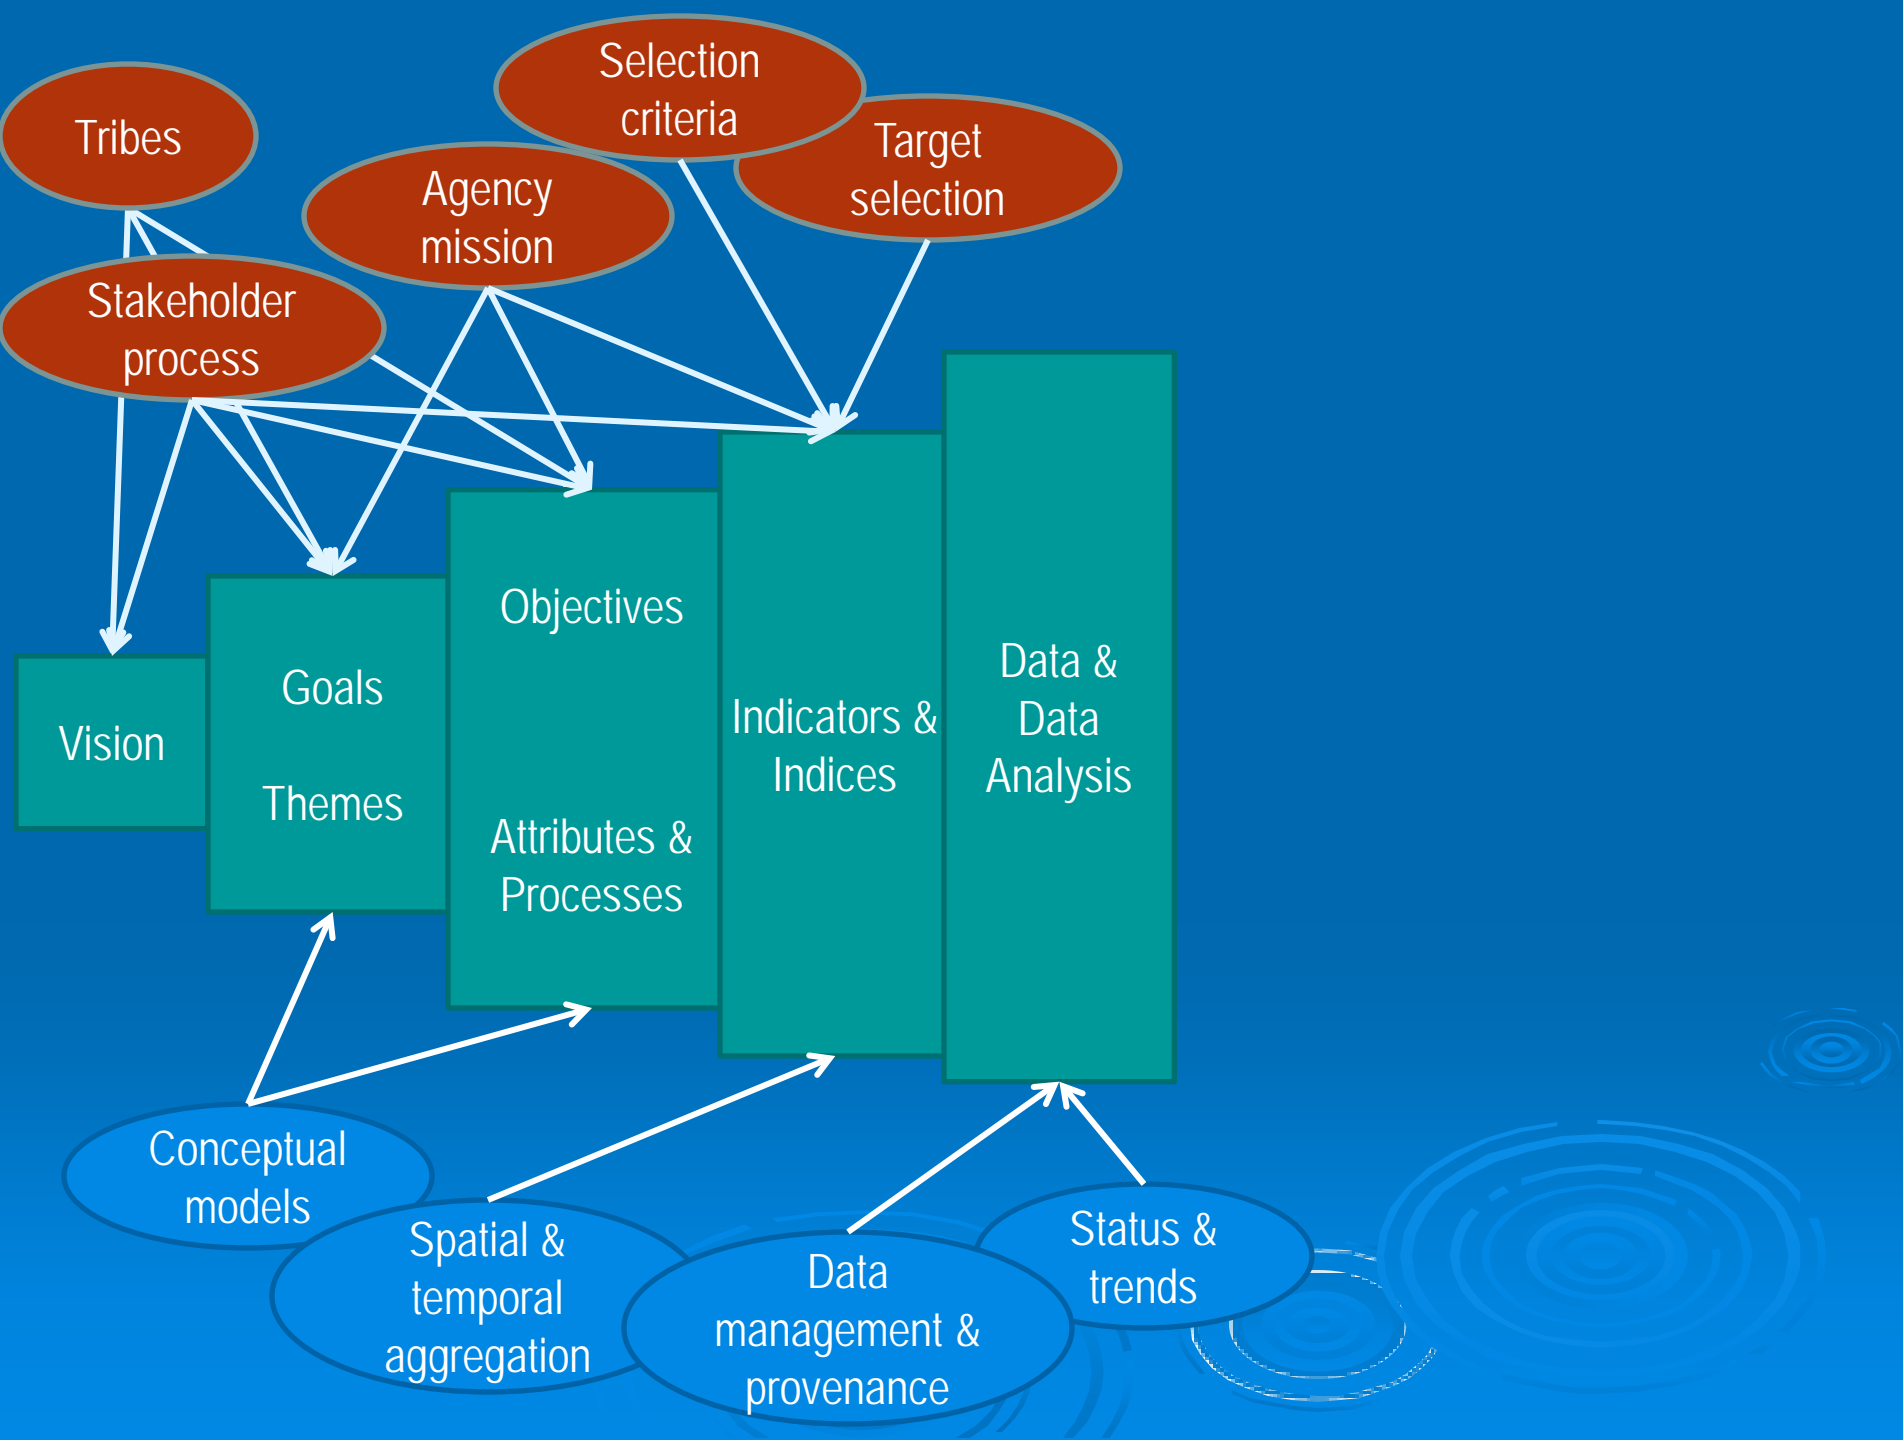 Selection
criteria
Tribes
Target
selection
Agency
mission
Stakeholder
process
Vision
Goals
Themes
Objectives
Attributes &
Processes
Indicators &
Indices
Data &
Data
Analysis
Conceptual
models
Spatial &
temporal
aggregation
Data
management &
provenance
Status &
trends